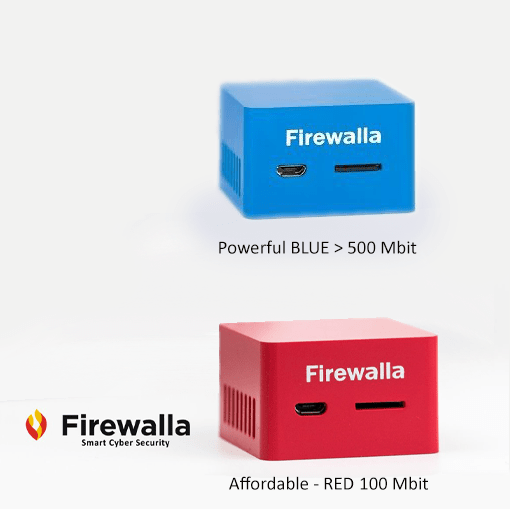 Firewalla
Powerful BLUE > 500 Mbit
Firewalla
Firewalla
Smart Cyber Security
Affordable - RED 100 Mbit